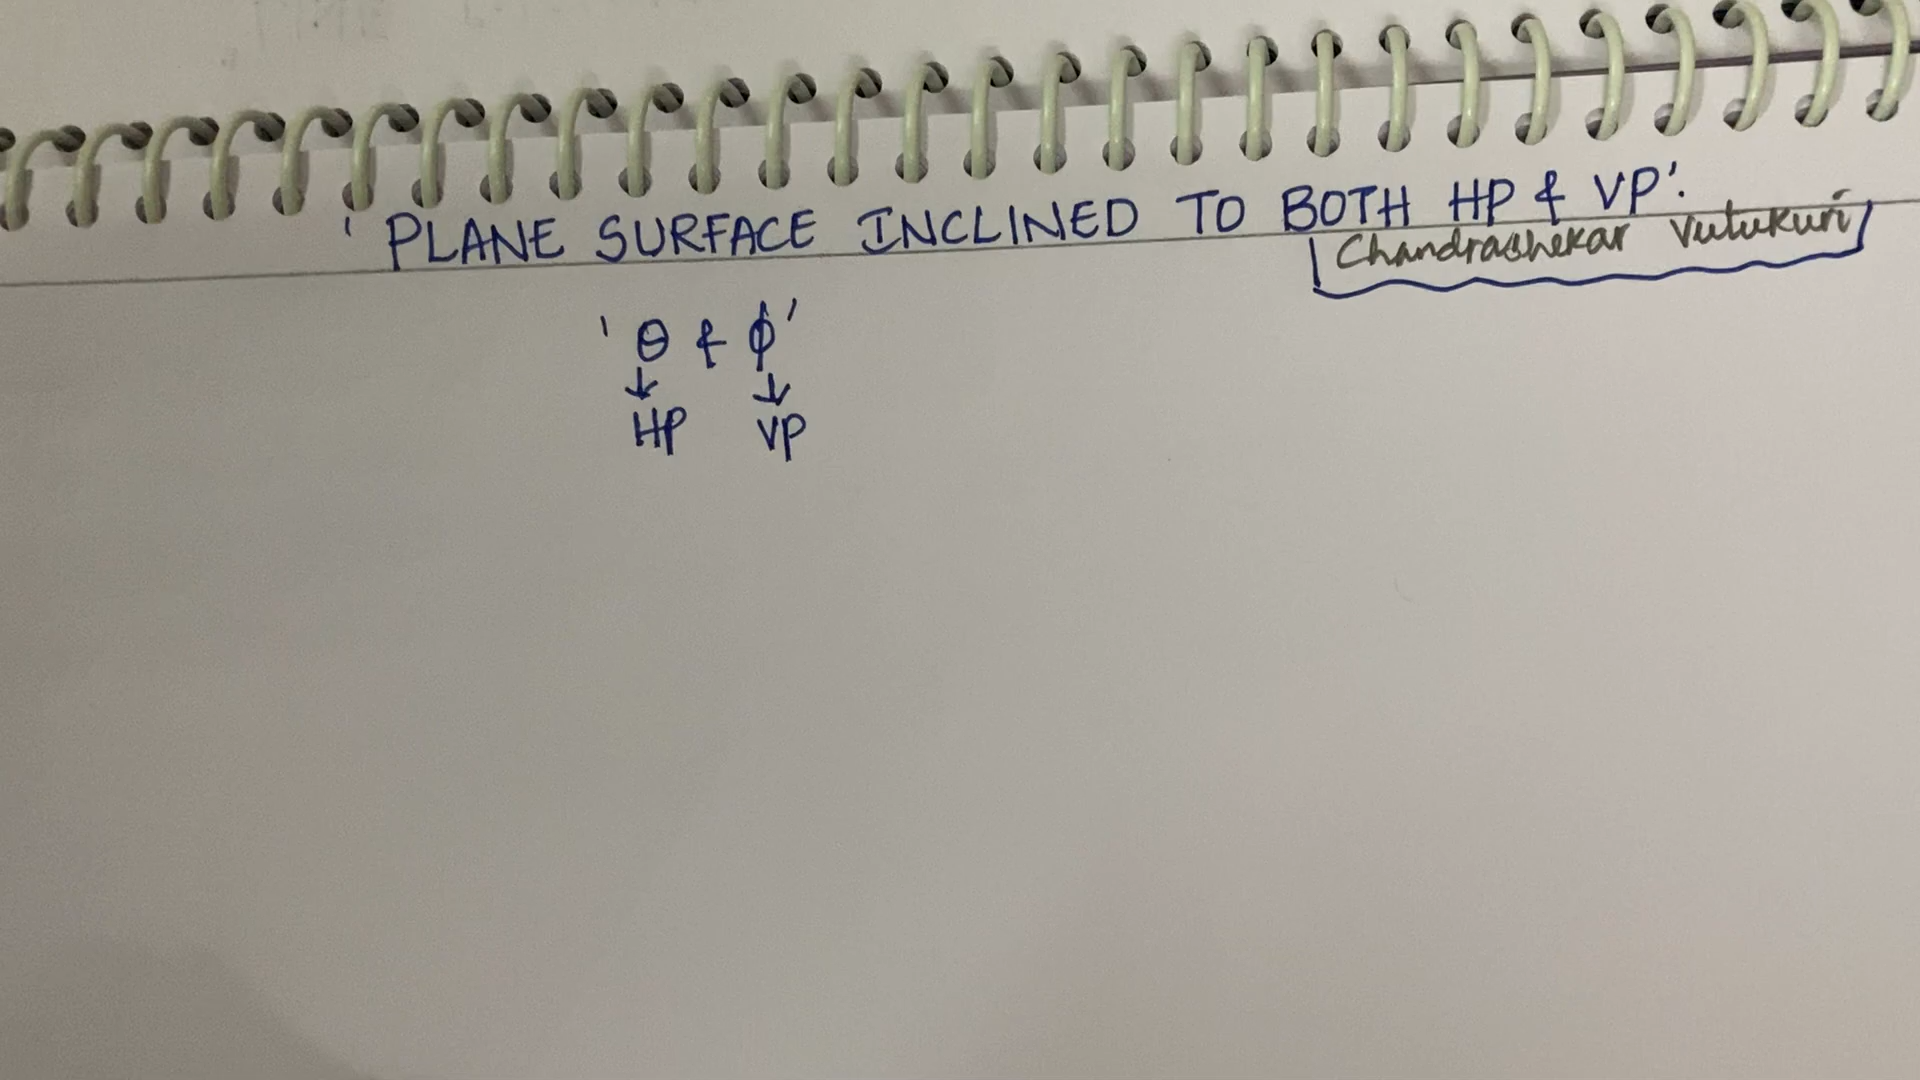 ' PLANE SURFACE INCLINED TO BOTH HP & VP'.
Chandrashekar Vutukuri
' θ & ϕ'
↓ ↓
HP VP